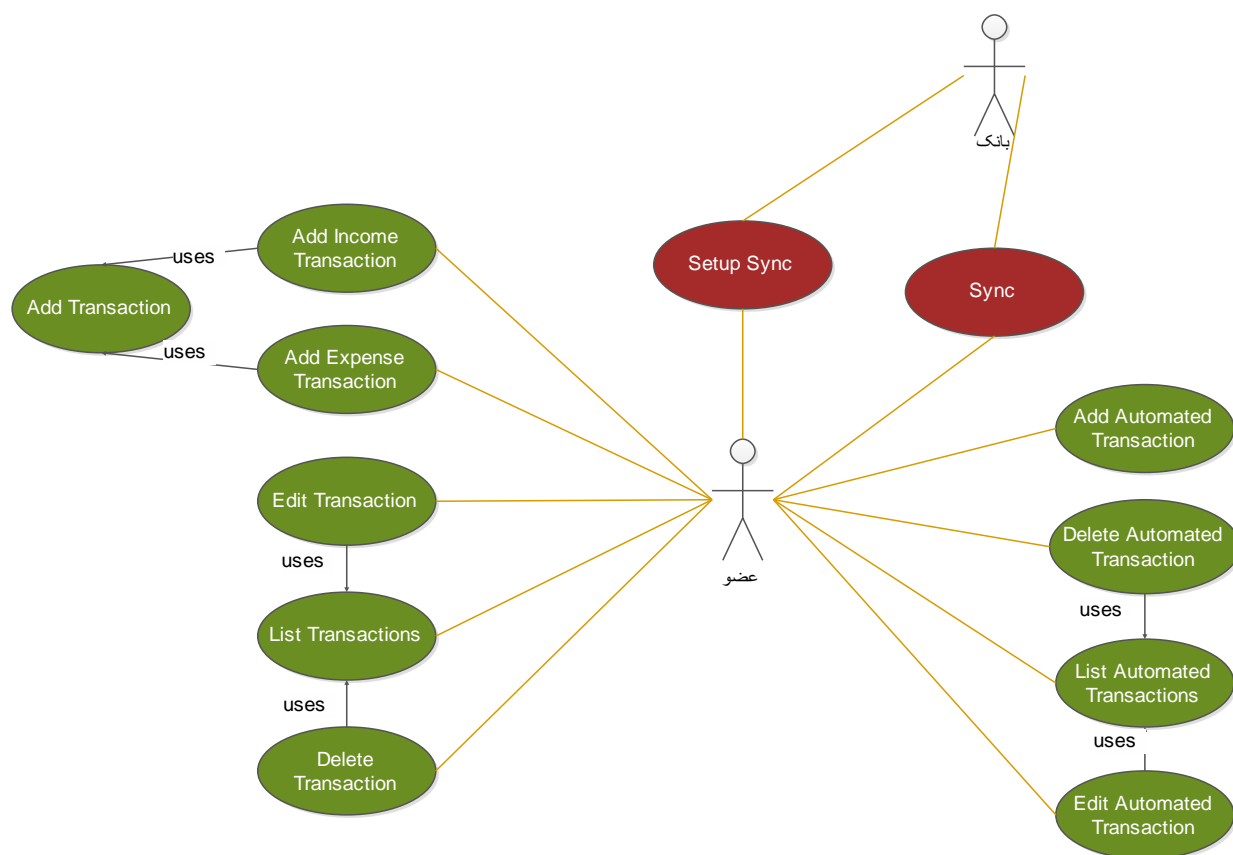 بانک
Add Income
Transaction
uses
Setup Sync
Sync
Add Transaction
uses
Add Expense
Transaction
Add Automated
Transaction
Edit Transaction
Delete Automated
Transaction
uses
عضو
uses
List Transactions
List Automated
Transactions
uses
uses
Delete
Transaction
Edit Automated
Transaction